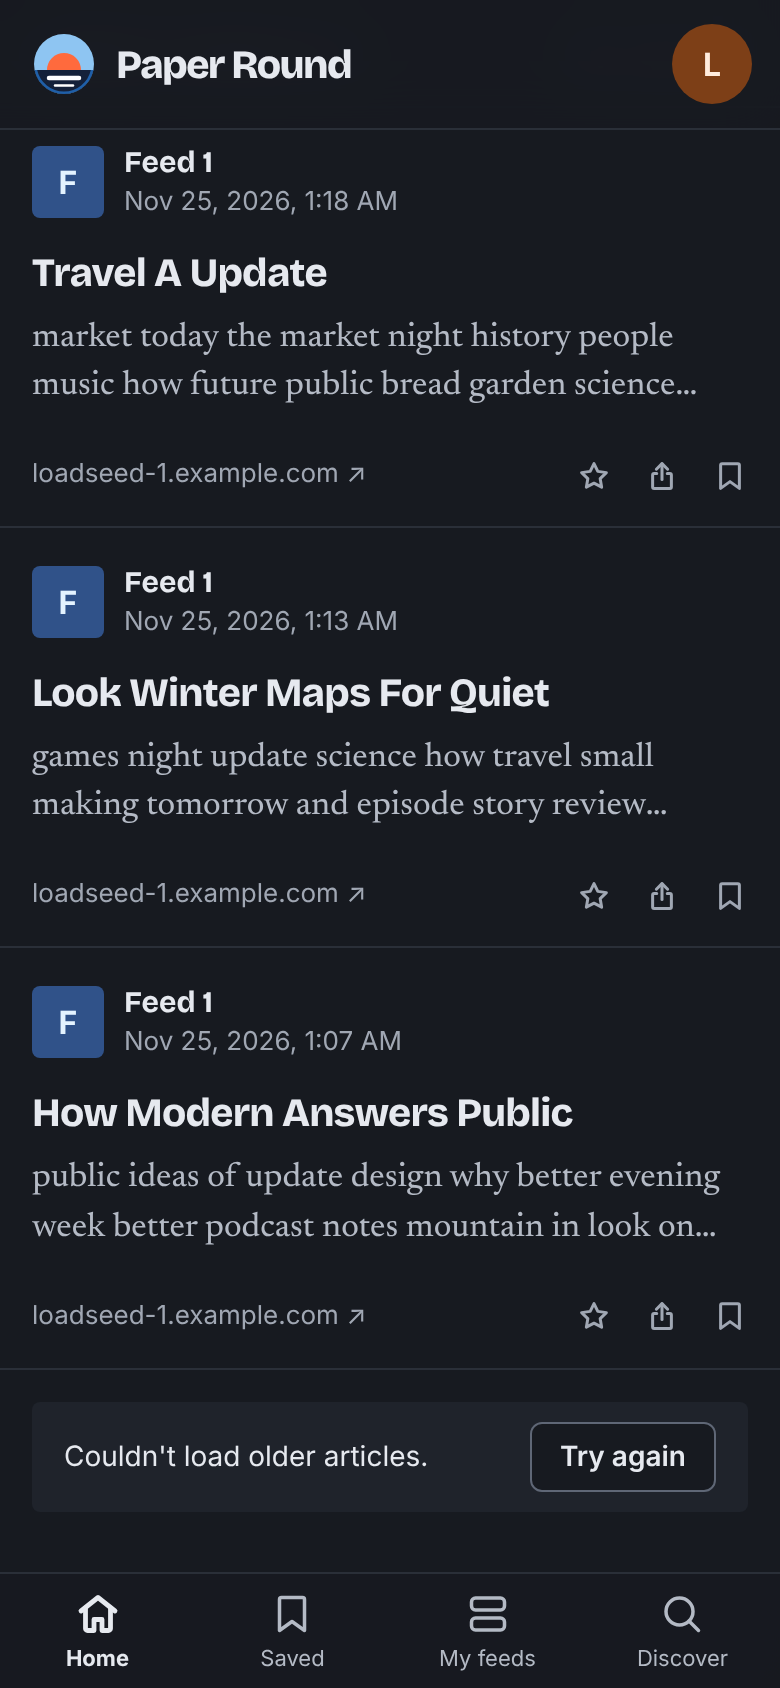 Paper Round
L
F
Feed 1
Nov 25, 2026, 1:18 AM
Travel A Update
market today the market night history people
music how future public bread garden science...
loadseed-1.example.com ↗
F
Feed 1
Nov 25, 2026, 1:13 AM
Look Winter Maps For Quiet
games night update science how travel small
making tomorrow and episode story review...
loadseed-1.example.com ↗
F
Feed 1
Nov 25, 2026, 1:07 AM
How Modern Answers Public
public ideas of update design why better evening
week better podcast notes mountain in look on...
loadseed-1.example.com ↗
Couldn't load older articles.
Try again
Home
Saved
My feeds
Discover